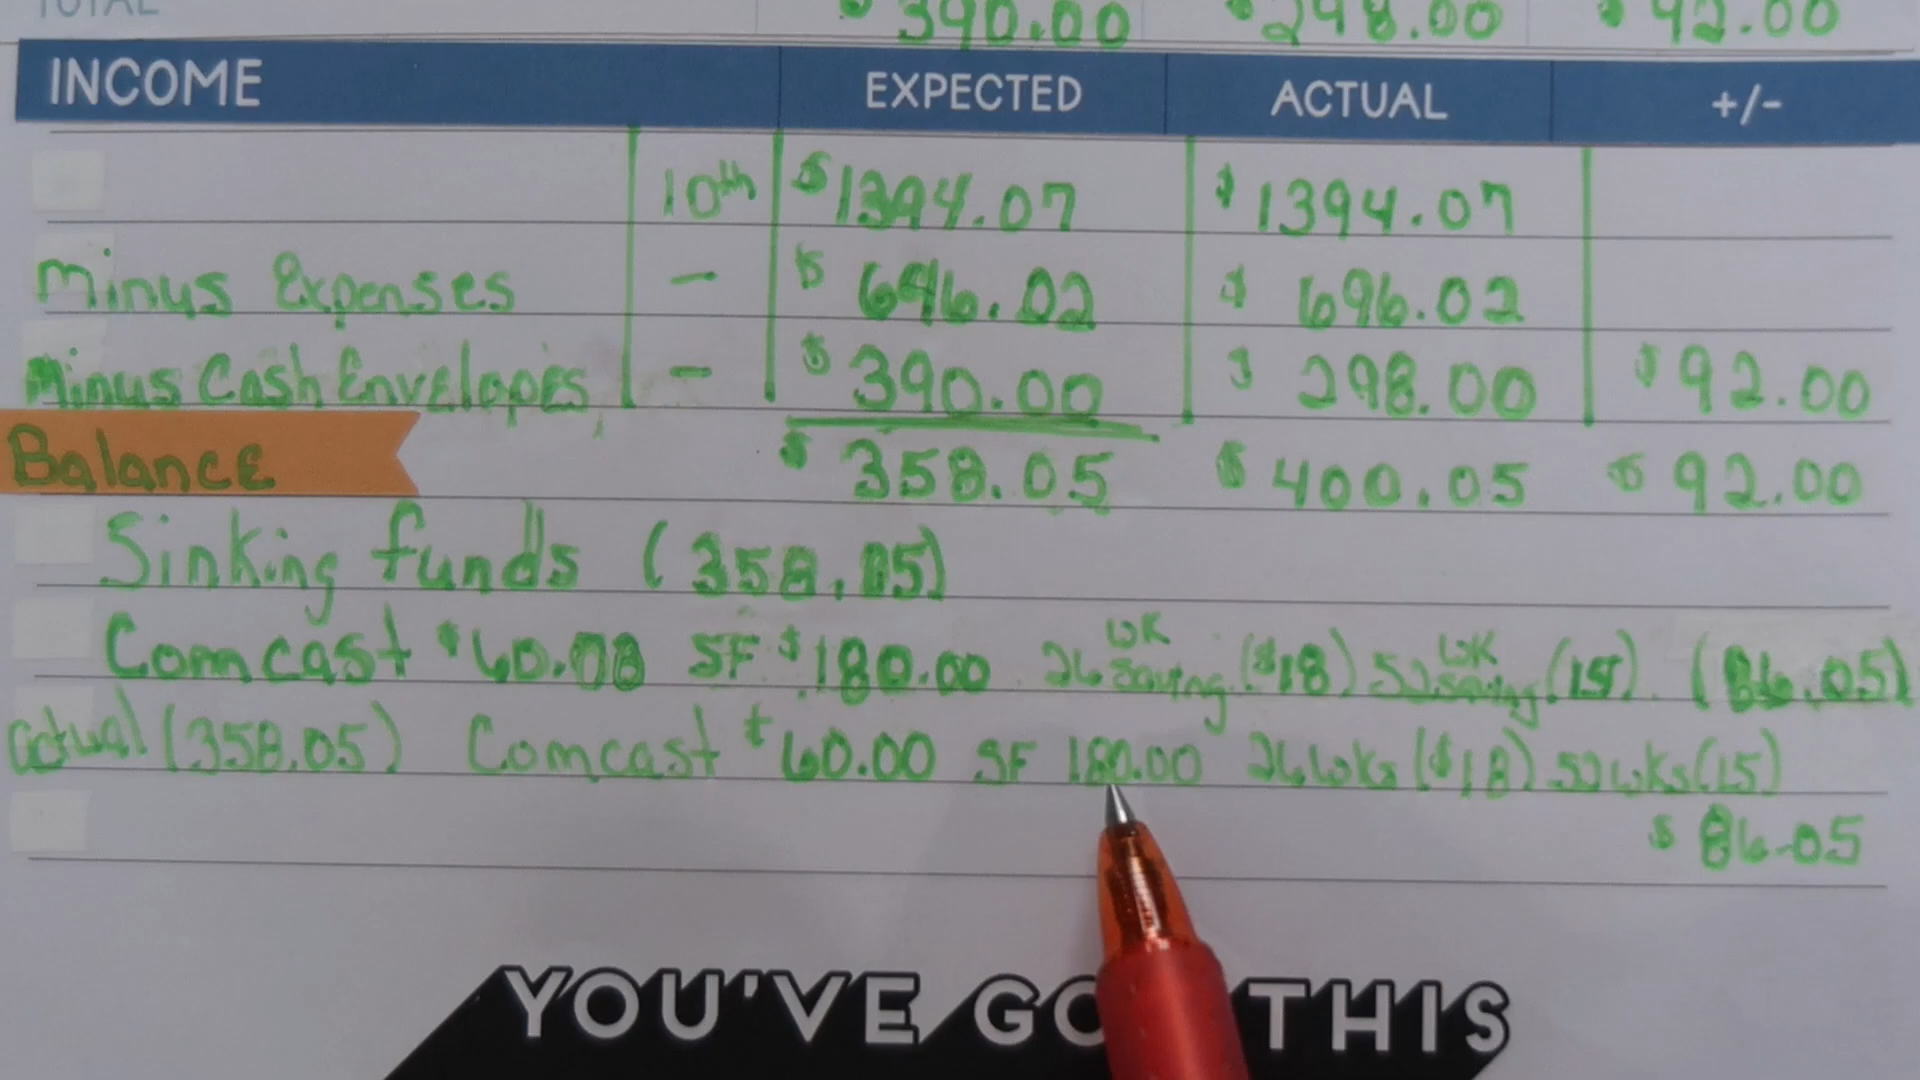 TOTAL $390.00 $298.00 $92.00
INCOME EXPECTED ACTUAL +/-
10th $1394.07 $1394.07
Minus Expenses - $696.02 $696.02
Minus Cash Envelopes - $390.00 $298.00 $92.00
Balance $358.05 $400.05 $92.00
Sinking funds (358.05)
Comcast $60.00 SF $180.00 26 WK Saving ($18) 52 WK Saving (15) (86.05)
actual (358.05) Comcast $60.00 SF 180.00 26 wks ($18) 52 wks (15)
$86.05
YOU'VE GO THIS